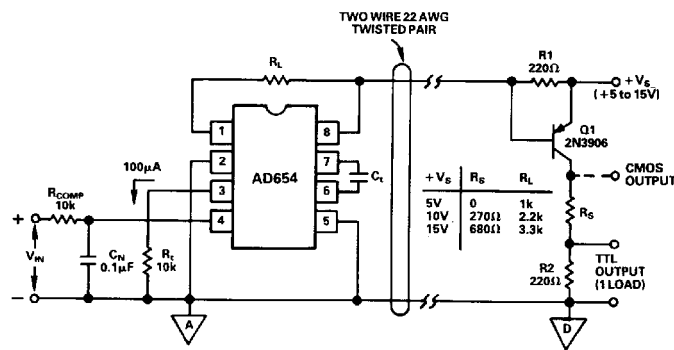 TWO WIRE 22 AWG
TWISTED PAIR
R1
220Ω
RL
+VS
(+5 to 15V)
1
8
Q1
2N3906
2
7
100μA
AD654
Ct
CMOS
OUTPUT
3
6
+VS RS RL
RCOMP
10k
5V 0 1k
RS
4
5
10V 270Ω 2.2k
15V 680Ω 3.3k
+
VIN
CN
0.1μF
Rt
10k
R2
220Ω
TTL
OUTPUT
(1 LOAD)
–
A
D